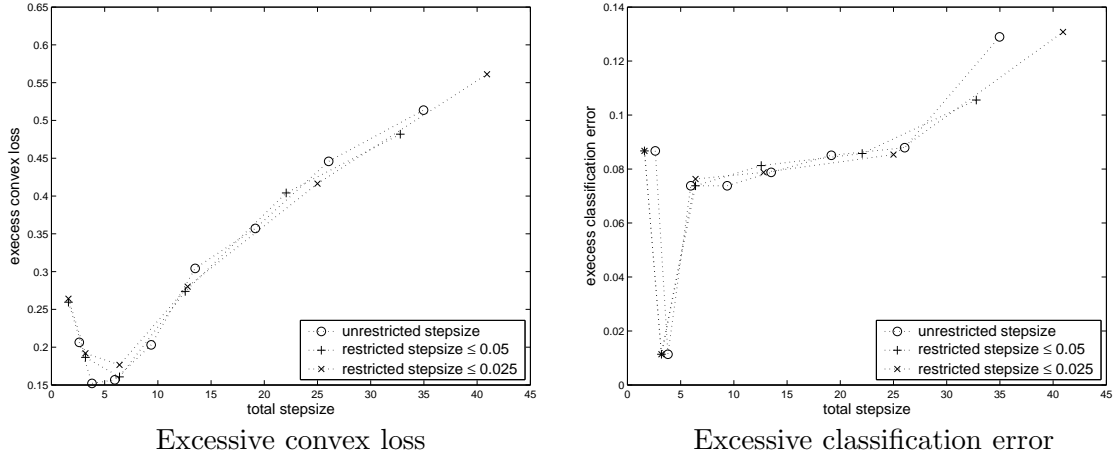 0.65
0.6
0.55
0.5
0.45
0.4
0.35
0.3
0.25
0.2
0.15
0 5 10 15 20 25 30 35 40 45
execess convex loss
total stepsize
unrestricted stepsize
restricted stepsize ≤ 0.05
restricted stepsize ≤ 0.025
Excessive convex loss
0.14
0.12
0.1
0.08
0.06
0.04
0.02
0
0 5 10 15 20 25 30 35 40 45
execess classification error
total stepsize
unrestricted stepsize
restricted stepsize ≤ 0.05
restricted stepsize ≤ 0.025
Excessive classification error